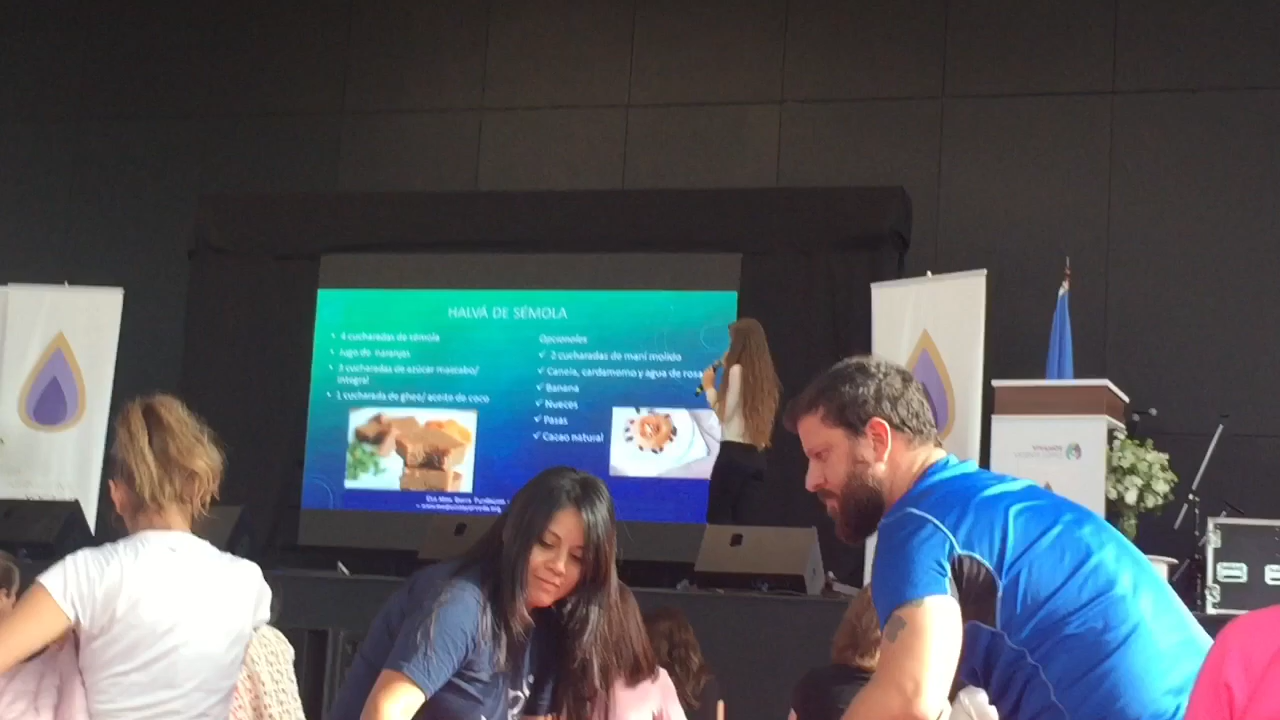 HALVÁ DE SÉMOLA
4 cucharadas de sémola
Jugo de naranjas
3 cucharadas de azúcar mascabo/
integral
1 cucharada de ghee/ aceite de coco
Opcionales
2 cucharadas de maní molido
Canela, cardamomo y agua de rosa
Banana
Nueces
Pasas
Cacao natural